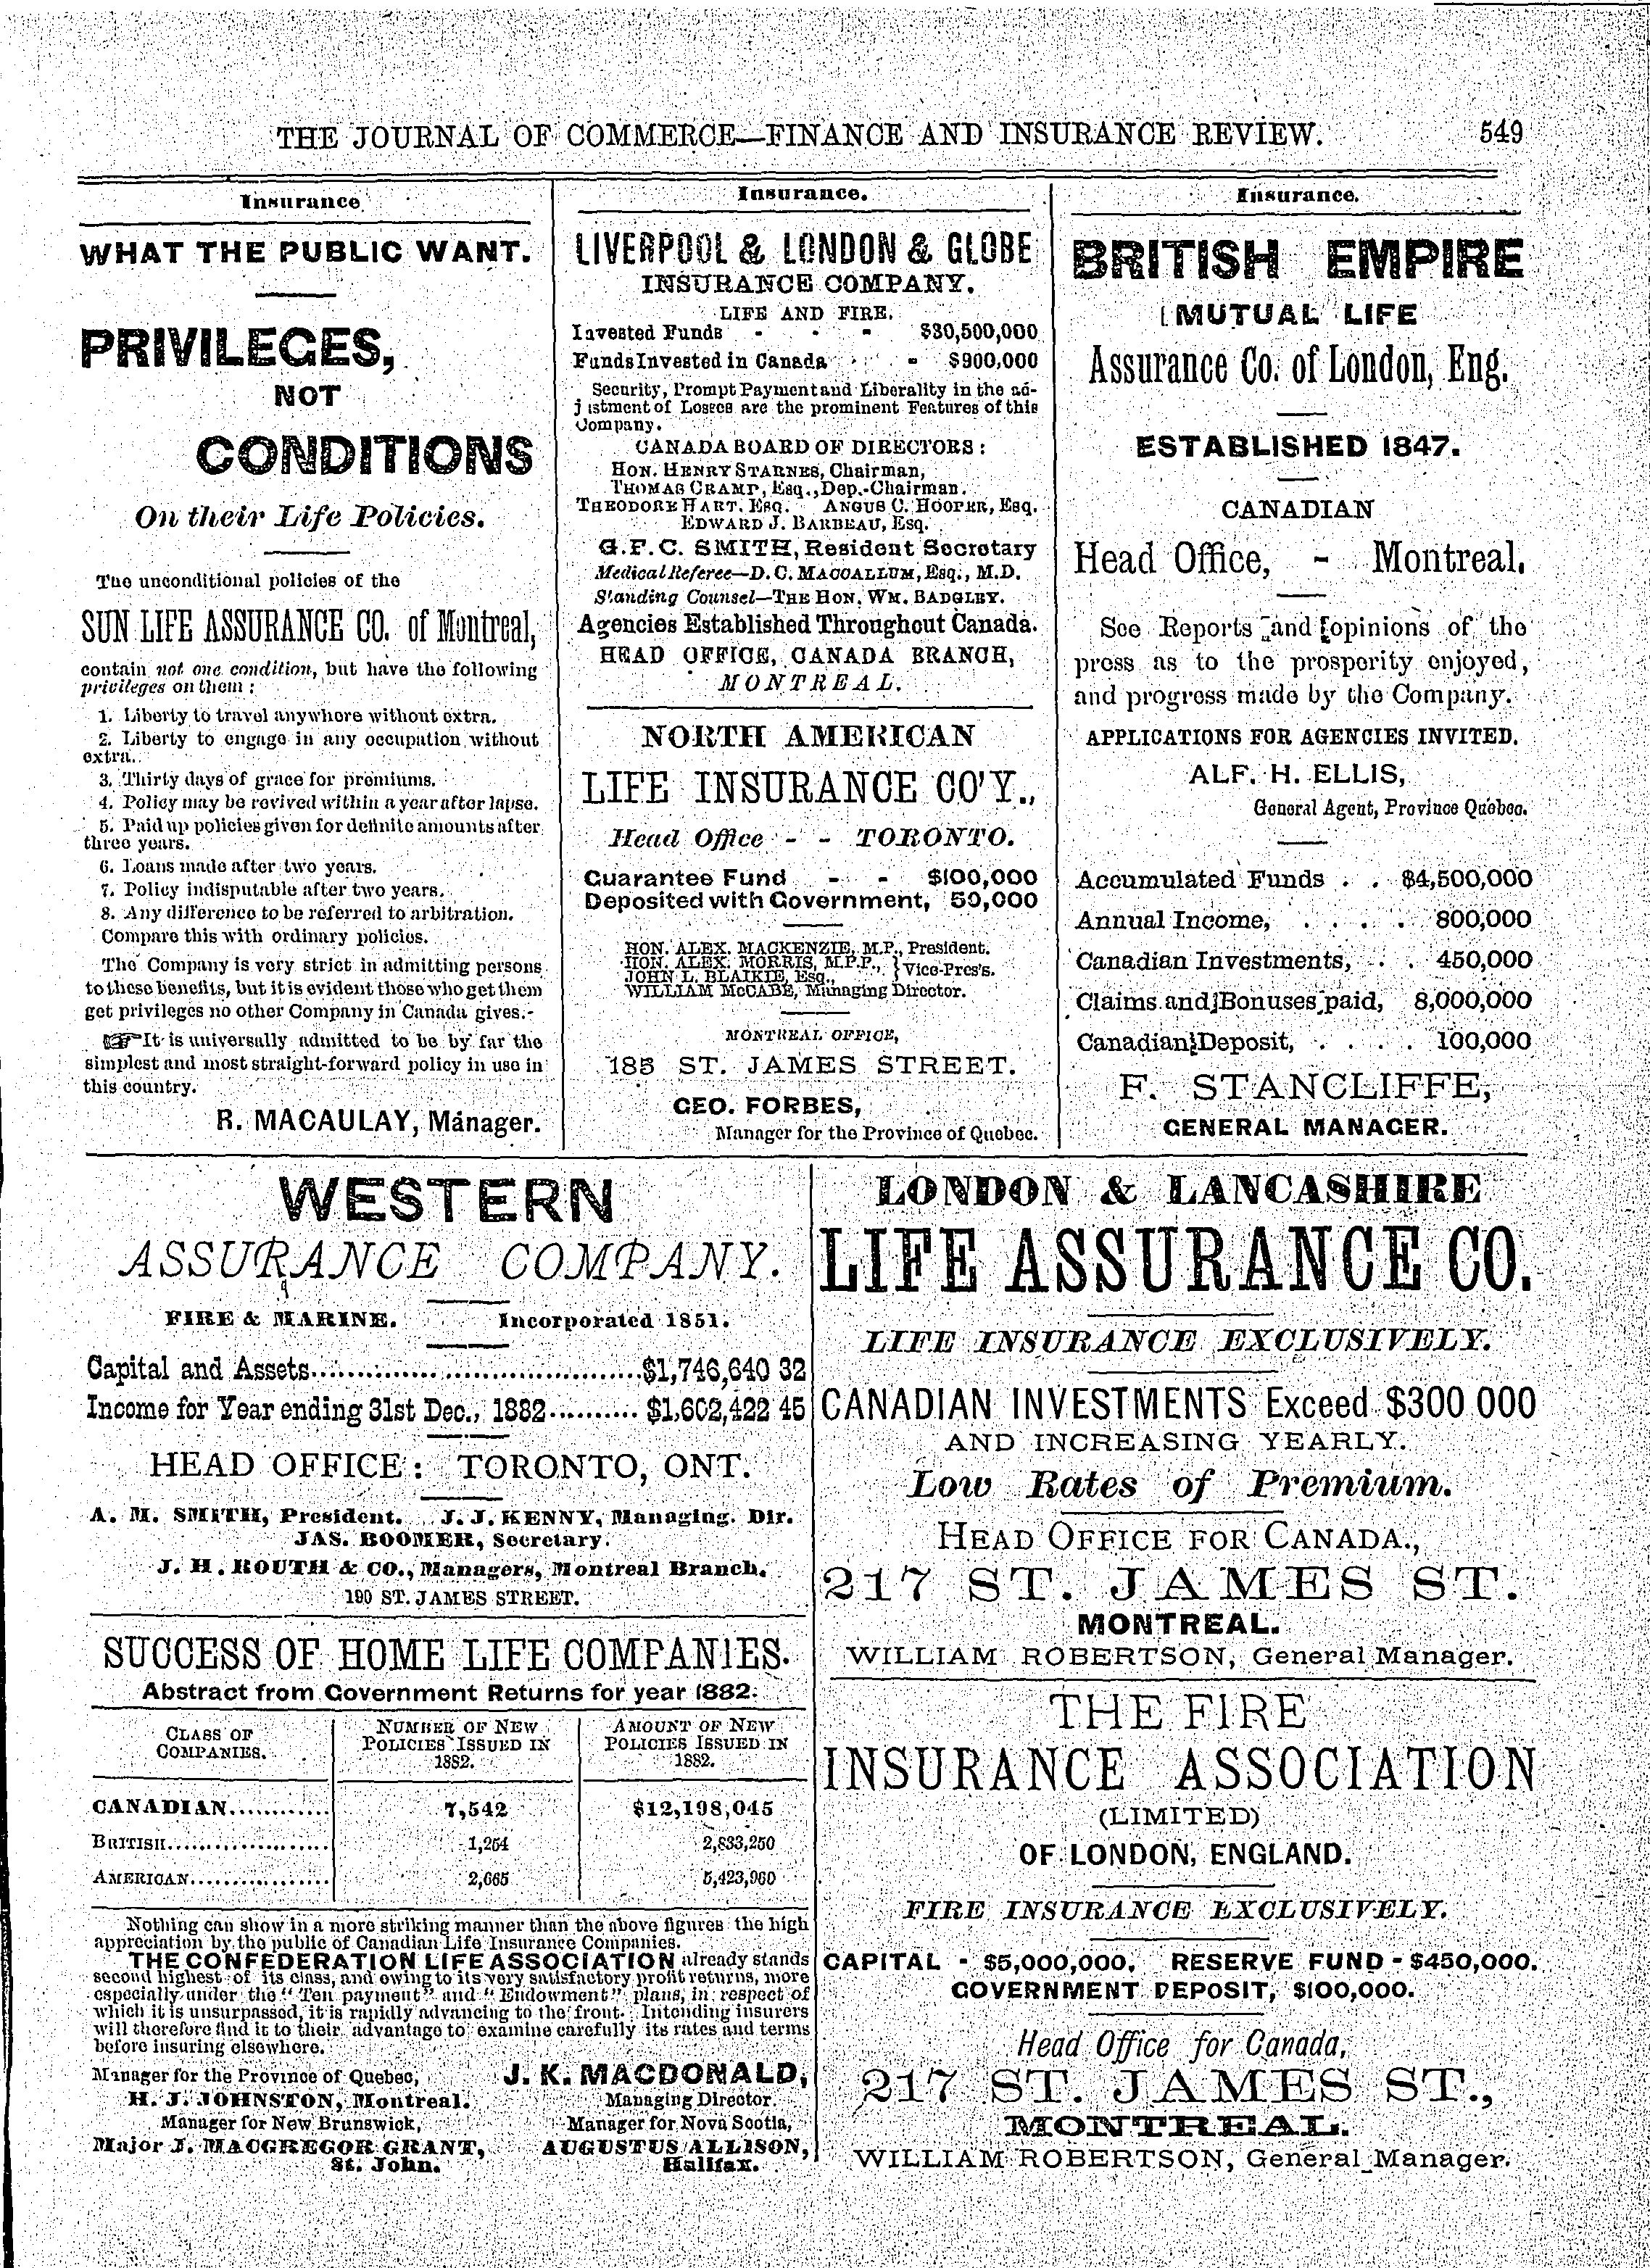 THE JOURNAL OF COMMERCE—FINANCE AND INSURANCE REVIEW. 549
Insurance.
WHAT THE PUBLIC WANT.
PRIVILEGES,
NOT
CONDITIONS
On their Life Policies.
The unconditional policies of the
SUN LIFE ASSURANCE CO. of Montreal,
contain not one condition, but have the following
privileges on them:
1. Liberty to travel anywhere without extra.
2. Liberty to engage in any occupation without
extra.
3. Thirty days of grace for premiums.
4. Policy may be revived within a year after lapse.
5. Paid up policies given for definite amounts after
three years.
6. Loans made after two years.
7. Policy indisputable after two years.
8. Any difference to be referred to arbitration.
Compare this with ordinary policies.
The Company is very strict in admitting persons
to these benefits, but it is evident those who get them
get privileges no other Company in Canada gives.-
☞It is universally admitted to be by far the
simplest and most straight-forward policy in use in
this country.
R. MACAULAY, Manager.
Insurance.
LIVERPOOL & LONDON & GLOBE
INSURANCE COMPANY.
LIFE AND FIRE.
Invested Funds - - - $30,500,000
Funds Invested in Canada - - $900,000
Security, Prompt Payment and Liberality in the ad-
justment of Losses are the prominent Features of this
Company.
CANADA BOARD OF DIRECTORS:
HON. HENRY STARNES, Chairman,
THOMAS CRAMP, Esq., Dep.-Chairman.
THEODORE HART, Esq. ANGUS C. HOOPER, Esq.
EDWARD J. BARBEAU, Esq.
G.F.C. SMITH, Resident Secretary
Medical Referee—D. C. MACCALLUM, Esq., M.D.
Standing Counsel—THE HON. WM. BADGLEY.
Agencies Established Throughout Canada.
HEAD OFFICE, CANADA BRANCH,
MONTREAL.
NORTH AMERICAN
LIFE INSURANCE CO'Y.,
Head Office - - TORONTO.
Guarantee Fund - - $100,000
Deposited with Government, 50,000
HON. ALEX. MACKENZIE, M.P., President.
HON. ALEX. MORRIS, M.P.P., } Vice-Pres's.
JOHN L. BLAIKIE, Esq.,
WILLIAM McCABE, Managing Director.
MONTREAL OFFICE,
185 ST. JAMES STREET.
GEO. FORBES,
Manager for the Province of Quebec.
Insurance.
BRITISH EMPIRE
MUTUAL LIFE
Assurance Co. of London, Eng.
ESTABLISHED 1847.
CANADIAN
Head Office, - Montreal.
See Reports and opinions of the
press as to the prosperity enjoyed,
and progress made by the Company.
APPLICATIONS FOR AGENCIES INVITED.
ALF. H. ELLIS,
General Agent, Province Quebec.
Accumulated Funds . . $4,500,000
Annual Income, . . . . 800,000
Canadian Investments, . . 450,000
Claims and Bonuses paid, 8,000,000
Canadian Deposit, . . . . 100,000
F. STANCLIFFE,
GENERAL MANAGER.
WESTERN
ASSURANCE COMPANY.
FIRE & MARINE. Incorporated 1851.
Capital and Assets....................................$1,746,640 32
Income for Year ending 31st Dec., 1882.......... $1,602,422 45
HEAD OFFICE: TORONTO, ONT.
A. M. SMITH, President. J. J. KENNY, Managing. Dir.
JAS. BOOMER, Secretary.
J. H. ROUTH & CO., Managers, Montreal Branch.
190 ST. JAMES STREET.
SUCCESS OF HOME LIFE COMPANIES.
Abstract from Government Returns for year 1882:
CLASS OF COMPANIES. NUMBER OF NEW POLICIES ISSUED IN 1882. AMOUNT OF NEW POLICIES ISSUED IN 1882.
CANADIAN............ 7,542 $12,198,045
BRITISH................... 1,254 2,833,250
AMERICAN................. 2,665 5,423,960
Nothing can show in a more striking manner than the above figures the high
appreciation by the public of Canadian Life Insurance Companies.
THE CONFEDERATION LIFE ASSOCIATION already stands
second highest of its class, and owing to its very satisfactory profit returns, more
especially under the "Ten payment" and "Endowment" plans, in respect of
which it is unsurpassed, it is rapidly advancing to the front. Intending insurers
will therefore find it to their advantage to examine carefully its rates and terms
before insuring elsewhere.
Manager for the Province of Quebec, J. K. MACDONALD,
H. J. JOHNSTON, Montreal. Managing Director.
Manager for New Brunswick, Manager for Nova Scotia,
Major J. MACGREGOR GRANT, AUGUSTUS ALLISON,
St. John. Halifax.
LONDON & LANCASHIRE
LIFE ASSURANCE CO.
LIFE INSURANCE EXCLUSIVELY.
CANADIAN INVESTMENTS Exceed $300 000
AND INCREASING YEARLY.
Low Rates of Premium.
HEAD OFFICE FOR CANADA.,
217 ST. JAMES ST.
MONTREAL.
WILLIAM ROBERTSON, General Manager.
THE FIRE
INSURANCE ASSOCIATION
(LIMITED)
OF LONDON, ENGLAND.
FIRE INSURANCE EXCLUSIVELY.
CAPITAL - $5,000,000, RESERVE FUND - $450,000.
GOVERNMENT DEPOSIT, $100,000.
Head Office for Canada,
217 ST. JAMES ST.,
MONTREAL.
WILLIAM ROBERTSON, General Manager.